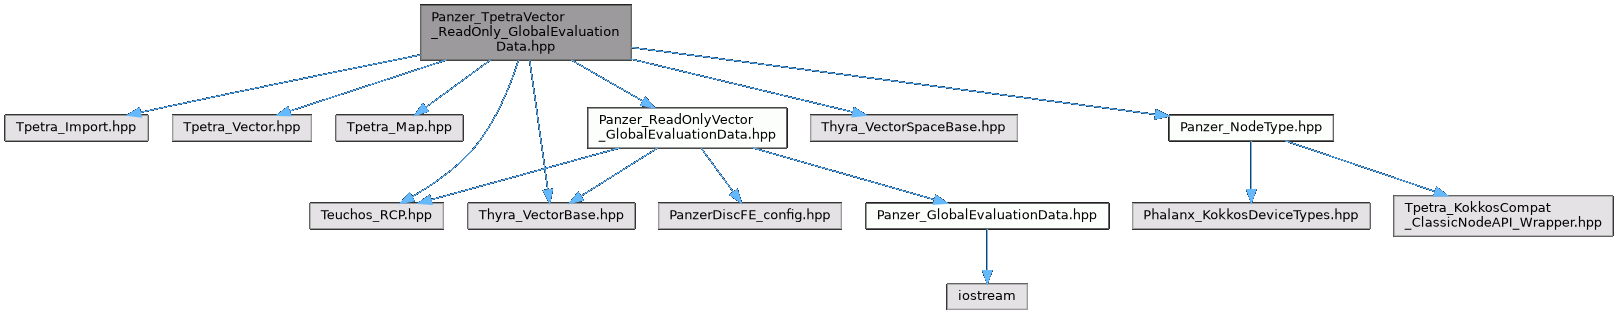 Panzer_TpetraVector
_ReadOnly_GlobalEvaluation
Data.hpp
Tpetra_Import.hpp
Tpetra_Vector.hpp
Tpetra_Map.hpp
Panzer_ReadOnlyVector
_GlobalEvaluationData.hpp
Thyra_VectorSpaceBase.hpp
Panzer_NodeType.hpp
Teuchos_RCP.hpp
Thyra_VectorBase.hpp
PanzerDiscFE_config.hpp
Panzer_GlobalEvaluationData.hpp
Phalanx_KokkosDeviceTypes.hpp
Tpetra_KokkosCompat
_ClassicNodeAPI_Wrapper.hpp
iostream